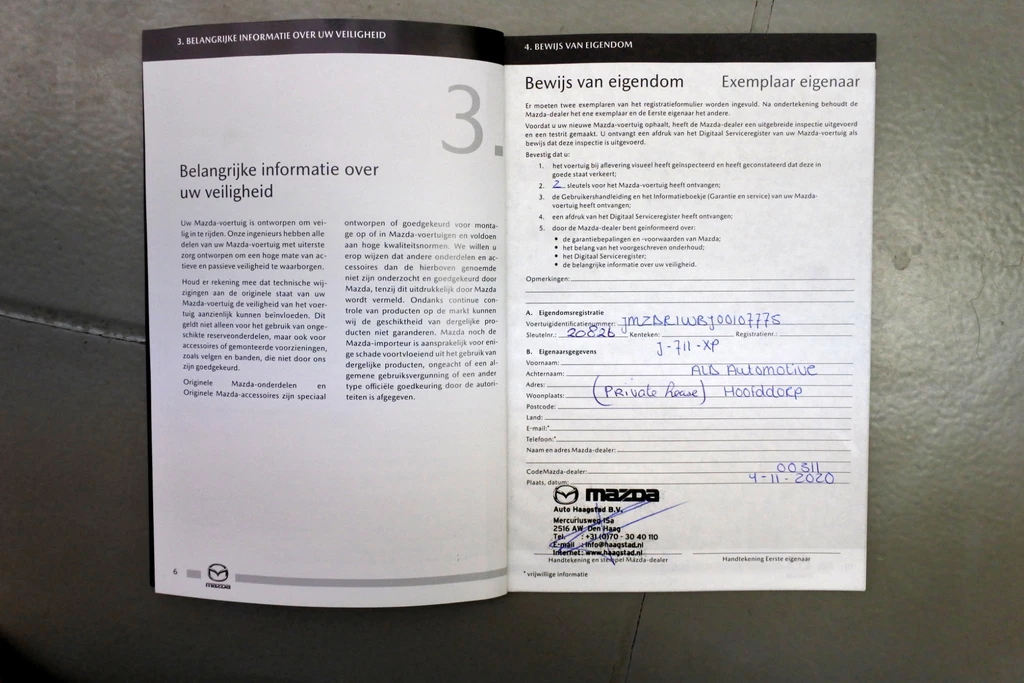 3. BELANGRIJKE INFORMATIE OVER UW VEILIGHEID
3.
Belangrijke informatie over
uw veiligheid
Uw Mazda-voertuig is ontworpen om vei-
lig in te rijden. Onze ingenieurs hebben alle
delen van uw Mazda-voertuig met uiterste
zorg ontworpen om een hoge mate van ac-
tieve en passieve veiligheid te waarborgen.
Houd er rekening mee dat technische wij-
zigingen aan de originele staat van uw
Mazda-voertuig de veiligheid van het voer-
tuig aanzienlijk kunnen beïnvloeden. Dit
geldt niet alleen voor het gebruik van onge-
schikte reserveonderdelen, maar ook voor
accessoires of gemonteerde voorzieningen,
zoals velgen en banden, die niet door ons
zijn goedgekeurd.
Originele Mazda-onderdelen en
Originele Mazda-accessoires zijn speciaal
ontworpen of goedgekeurd voor monta-
ge op of in Mazda-voertuigen en voldoen
aan hoge kwaliteitsnormen. We willen u
erop wijzen dat andere onderdelen en ac-
cessoires dan de hierboven genoemde
niet zijn onderzocht en goedgekeurd door
Mazda, tenzij dit uitdrukkelijk door Mazda
wordt vermeld. Ondanks continue con-
trole van producten op de markt kunnen
wij de geschiktheid van dergelijke pro-
ducten niet garanderen. Mazda noch de
Mazda-importeur is aansprakelijk voor eni-
ge schade voortvloeiend uit het gebruik van
dergelijke producten, ongeacht of een al-
gemene gebruiksvergunning of een ander
type officiële goedkeuring door de autori-
teiten is afgegeven.
6
mazda
4. BEWIJS VAN EIGENDOM
Bewijs van eigendom Exemplaar eigenaar
Er moeten twee exemplaren van het registratieformulier worden ingevuld. Na ondertekening behoudt de
Mazda-dealer het ene exemplaar en de Eerste eigenaar het andere.
Voordat u uw nieuwe Mazda-voertuig ophaalt, heeft de Mazda-dealer een uitgebreide inspectie uitgevoerd
en een testrit gemaakt. U ontvangt een afdruk van het Digitaal Serviceregister van uw Mazda-voertuig als
bewijs dat deze inspectie is uitgevoerd.
Bevestig dat u:
1. het voertuig bij aflevering visueel heeft geïnspecteerd en heeft geconstateerd dat deze in
goede staat verkeert;
2. 2 sleutels voor het Mazda-voertuig heeft ontvangen;
3. de Gebruikershandleiding en het Informatieboekje (Garantie en service) van uw Mazda-
voertuig heeft ontvangen;
4. een afdruk van het Digitaal Serviceregister heeft ontvangen;
5. door de Mazda-dealer bent geïnformeerd over:
• de garantiebepalingen en -voorwaarden van Mazda;
• het belang van het voorgeschreven onderhoud;
• het Digitaal Serviceregister;
• de belangrijke informatie over uw veiligheid.
Opmerkingen:
A. Eigendomsregistratie
Voertuigidentificatienummer: JMZDR1WBJ00107775
Sleutelnr.: 20826 Kenteken: Registratienr.:
J-711-XP
B. Eigenaarsgegevens
Voornaam:
Achternaam: ALD Automotive
Adres:
Woonplaats: (Private Lease) Hoofddorp
Postcode:
Land:
E-mail:*
Telefoon:*
Naam en adres Mazda-dealer:
Code Mazda-dealer: 00311
Plaats, datum: 4-11-2020
mazda
Auto Haagstad B.V.
Mercuriusweg 15a
2516 AW Den Haag
Tel. : +31 (0)70 - 30 40 110
E-mail : info@haagstad.nl
Internet: www.haagstad.nl
Handtekening en stempel Mazda-dealer Handtekening Eerste eigenaar
* vrijwillige informatie